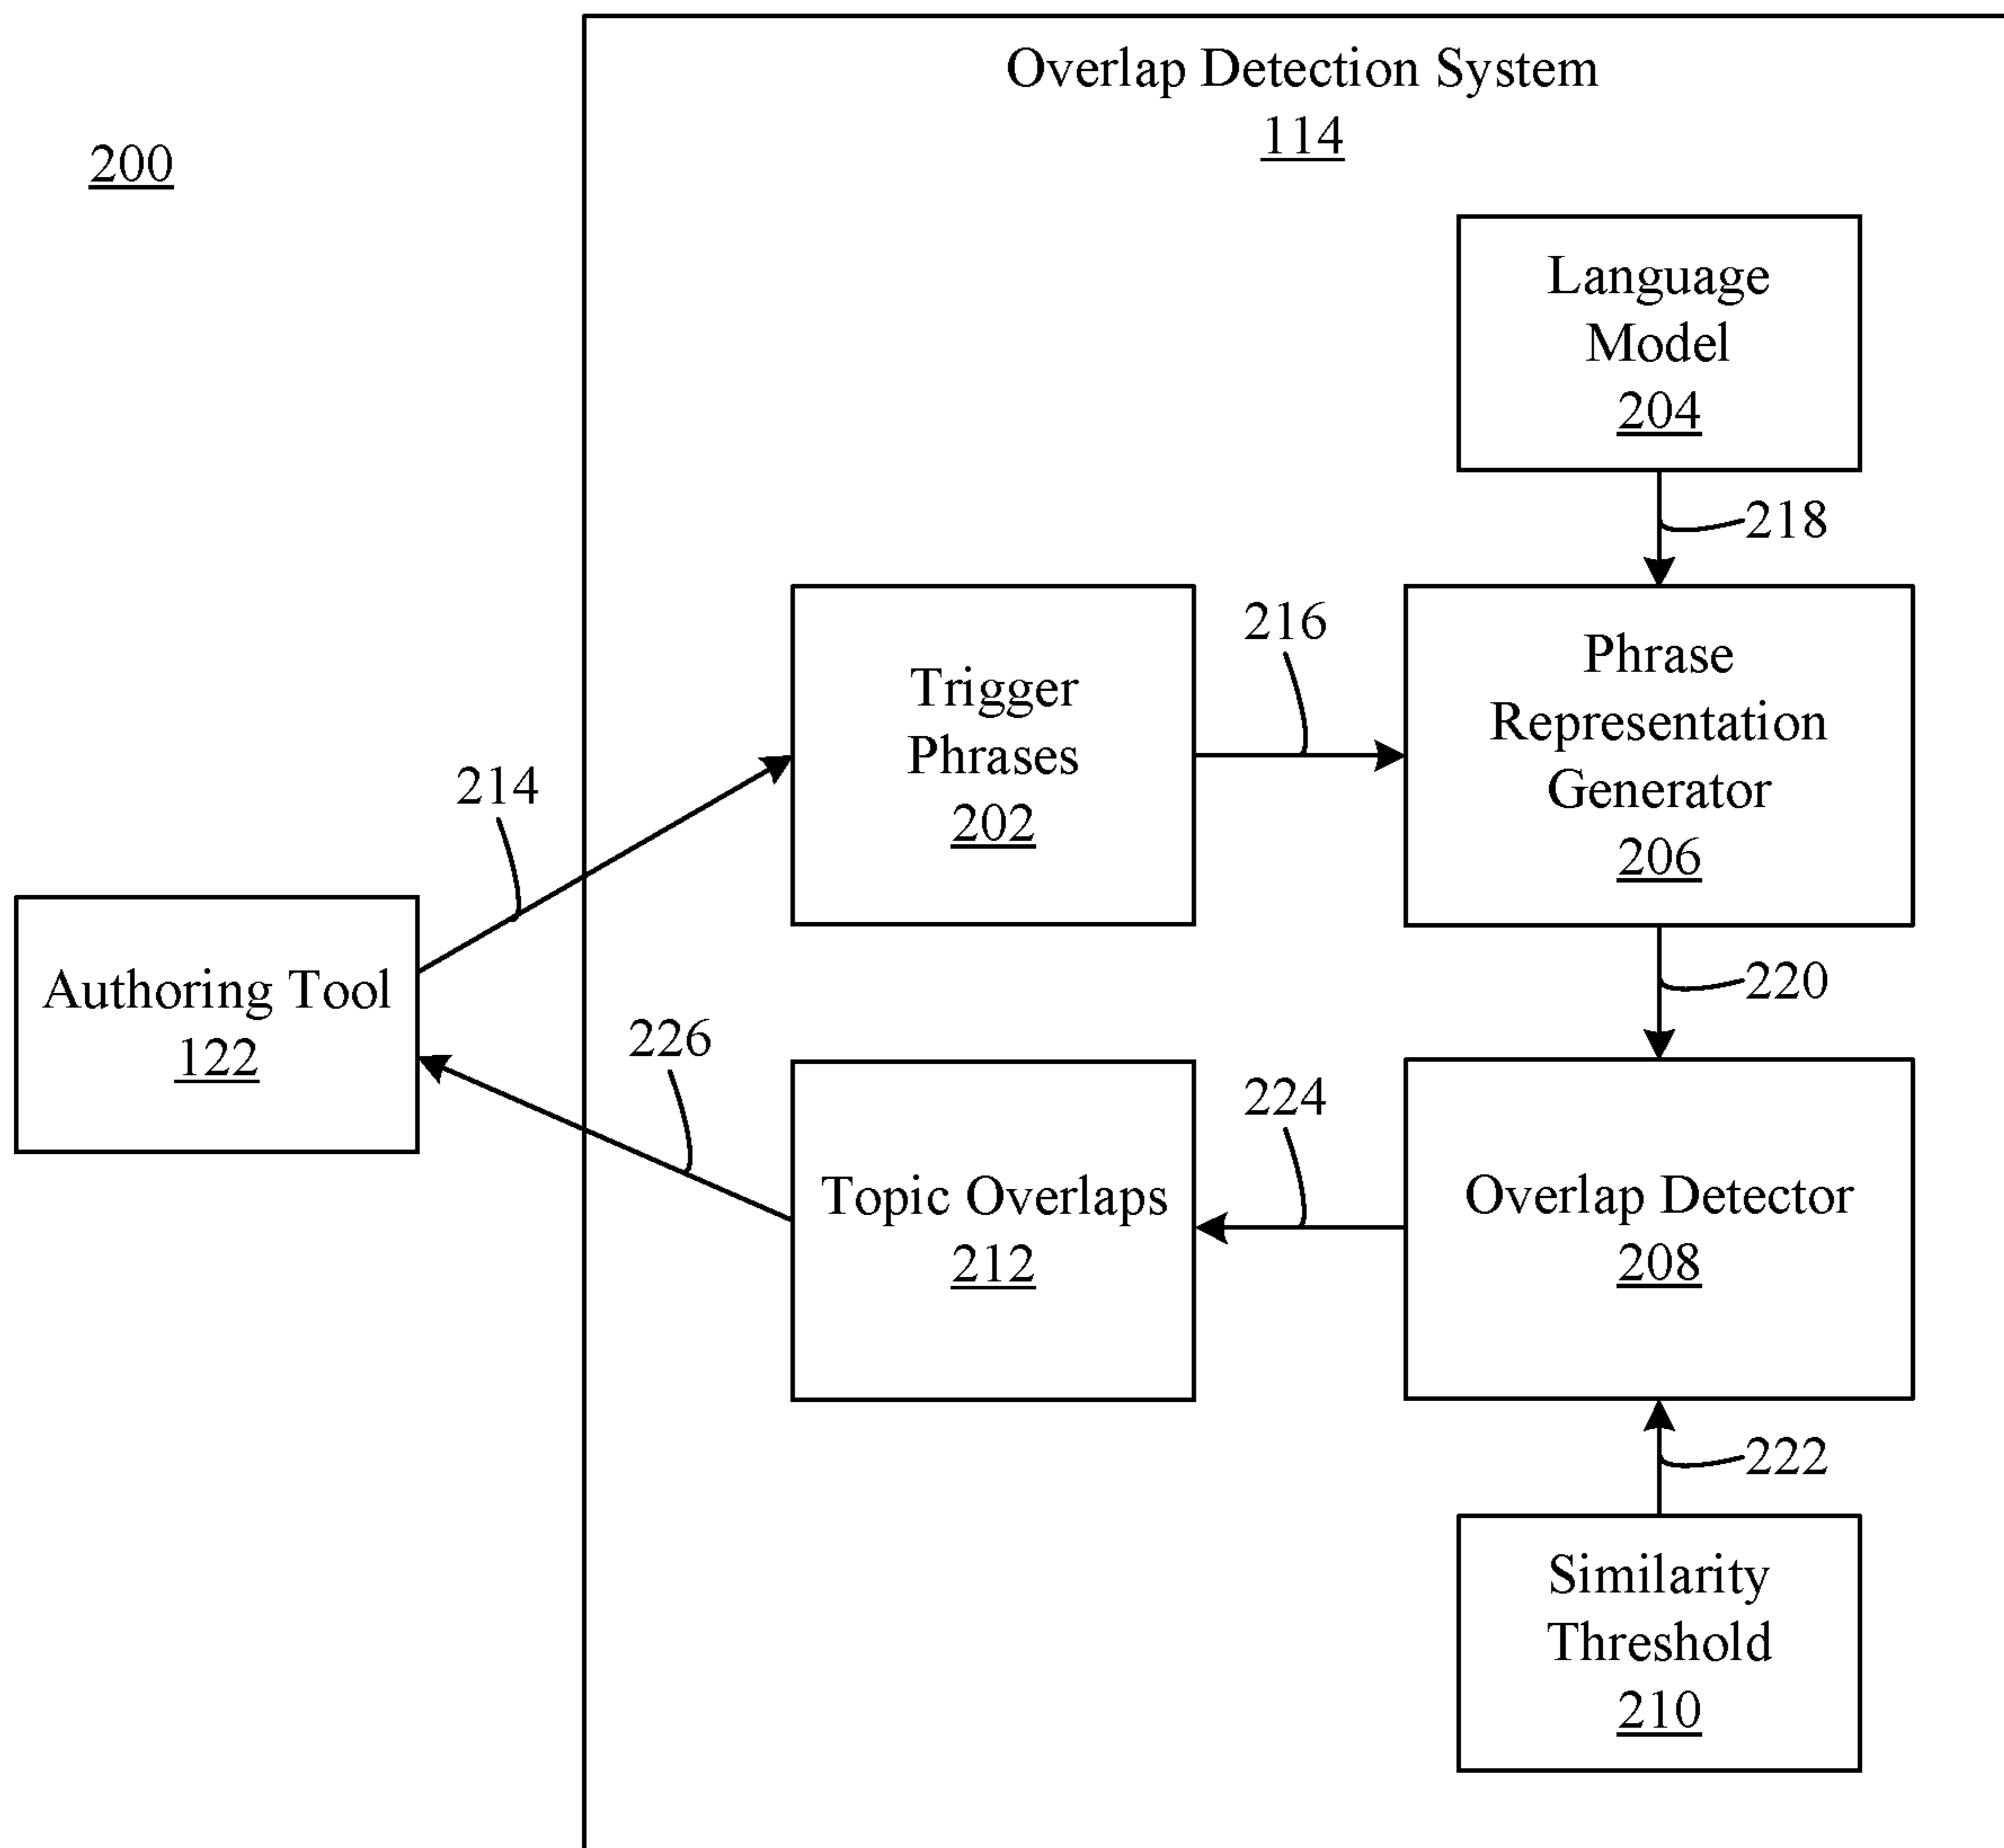 Overlap Detection System
114
200
Language
Model
204
218
216
Trigger
Phrases
202
Phrase
Representation
Generator
206
214
220
Authoring Tool
122
226
224
Topic Overlaps
212
Overlap Detector
208
222
Similarity
Threshold
210